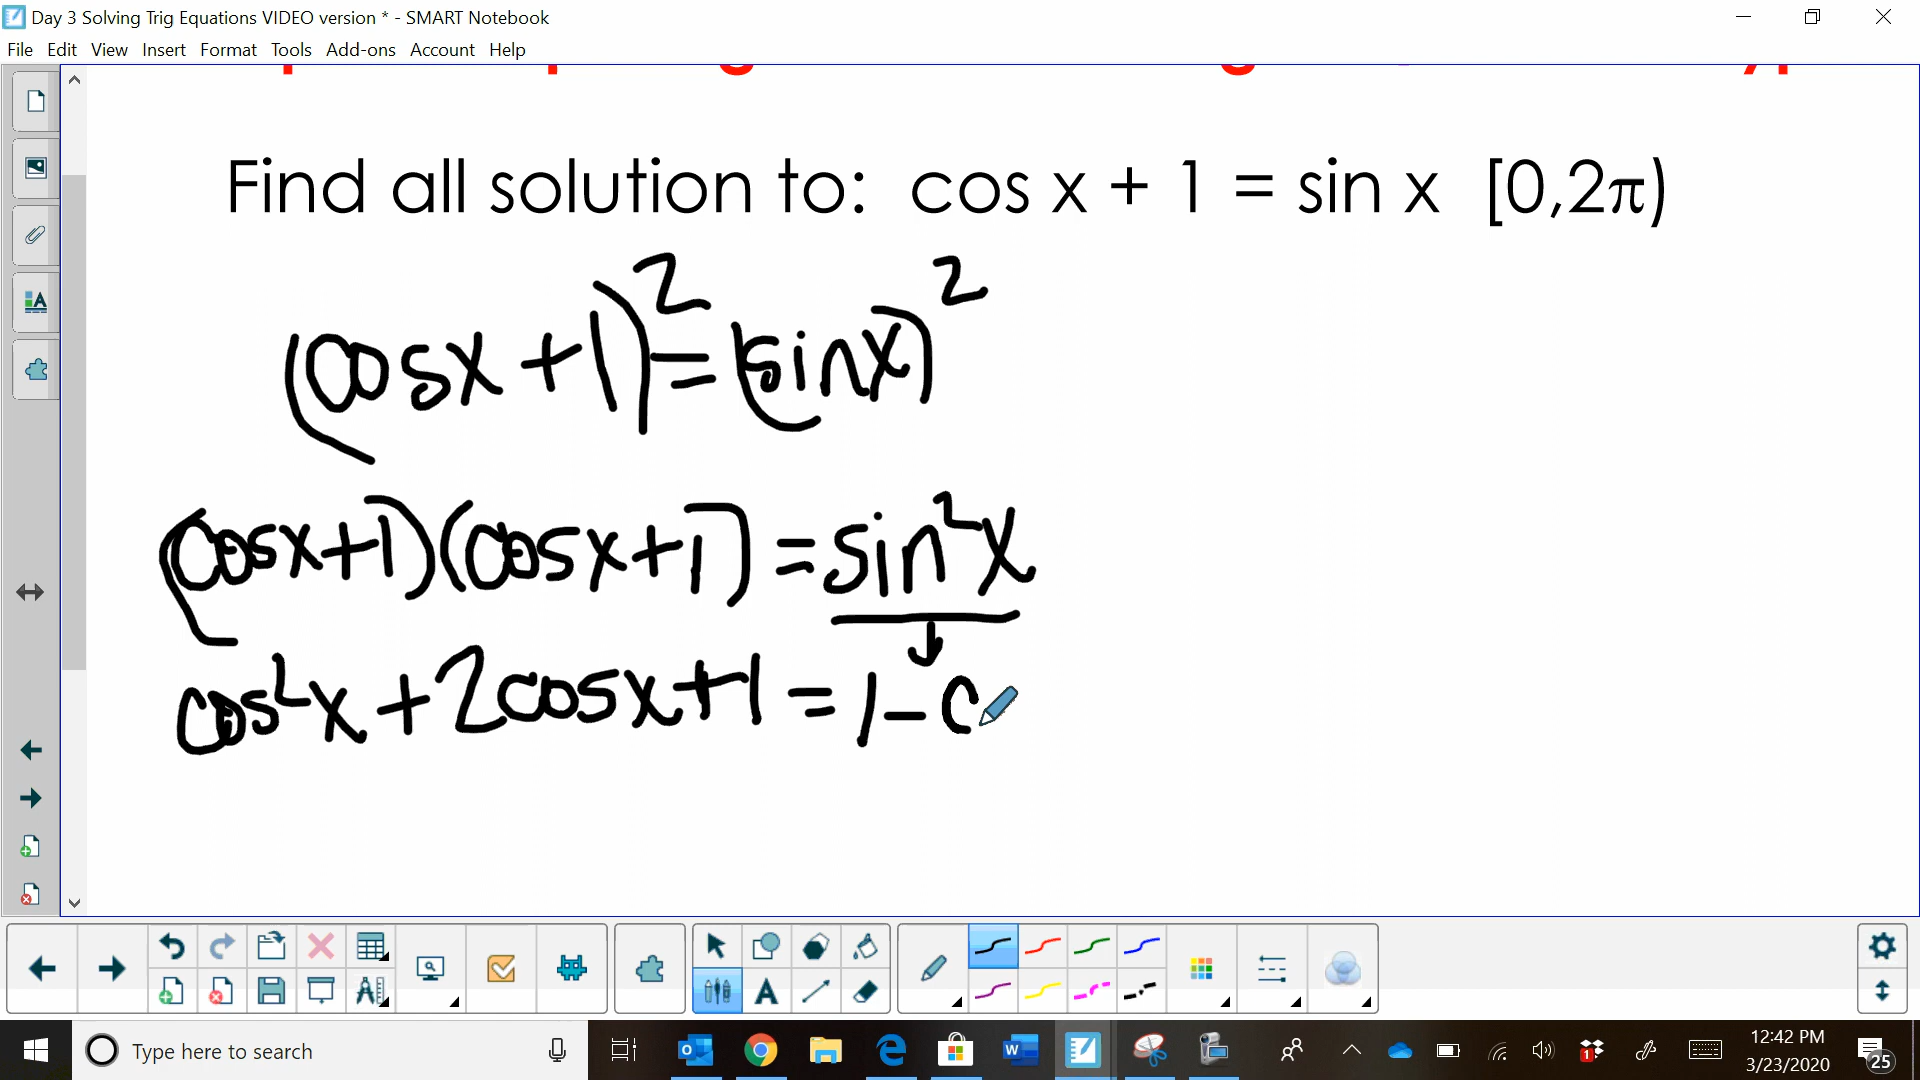 Day 3 Solving Trig Equations VIDEO version * - SMART Notebook
File Edit View Insert Format Tools Add-ons Account Help
Find all solution to: cos x + 1 = sin x [0,2π)
(cosx + 1)² = (sinx)²
(cosx+1)(cosx+1) = sin²x
cos²x + 2cosx+1 = 1 - c
Type here to search
12:42 PM
3/23/2020
1
25